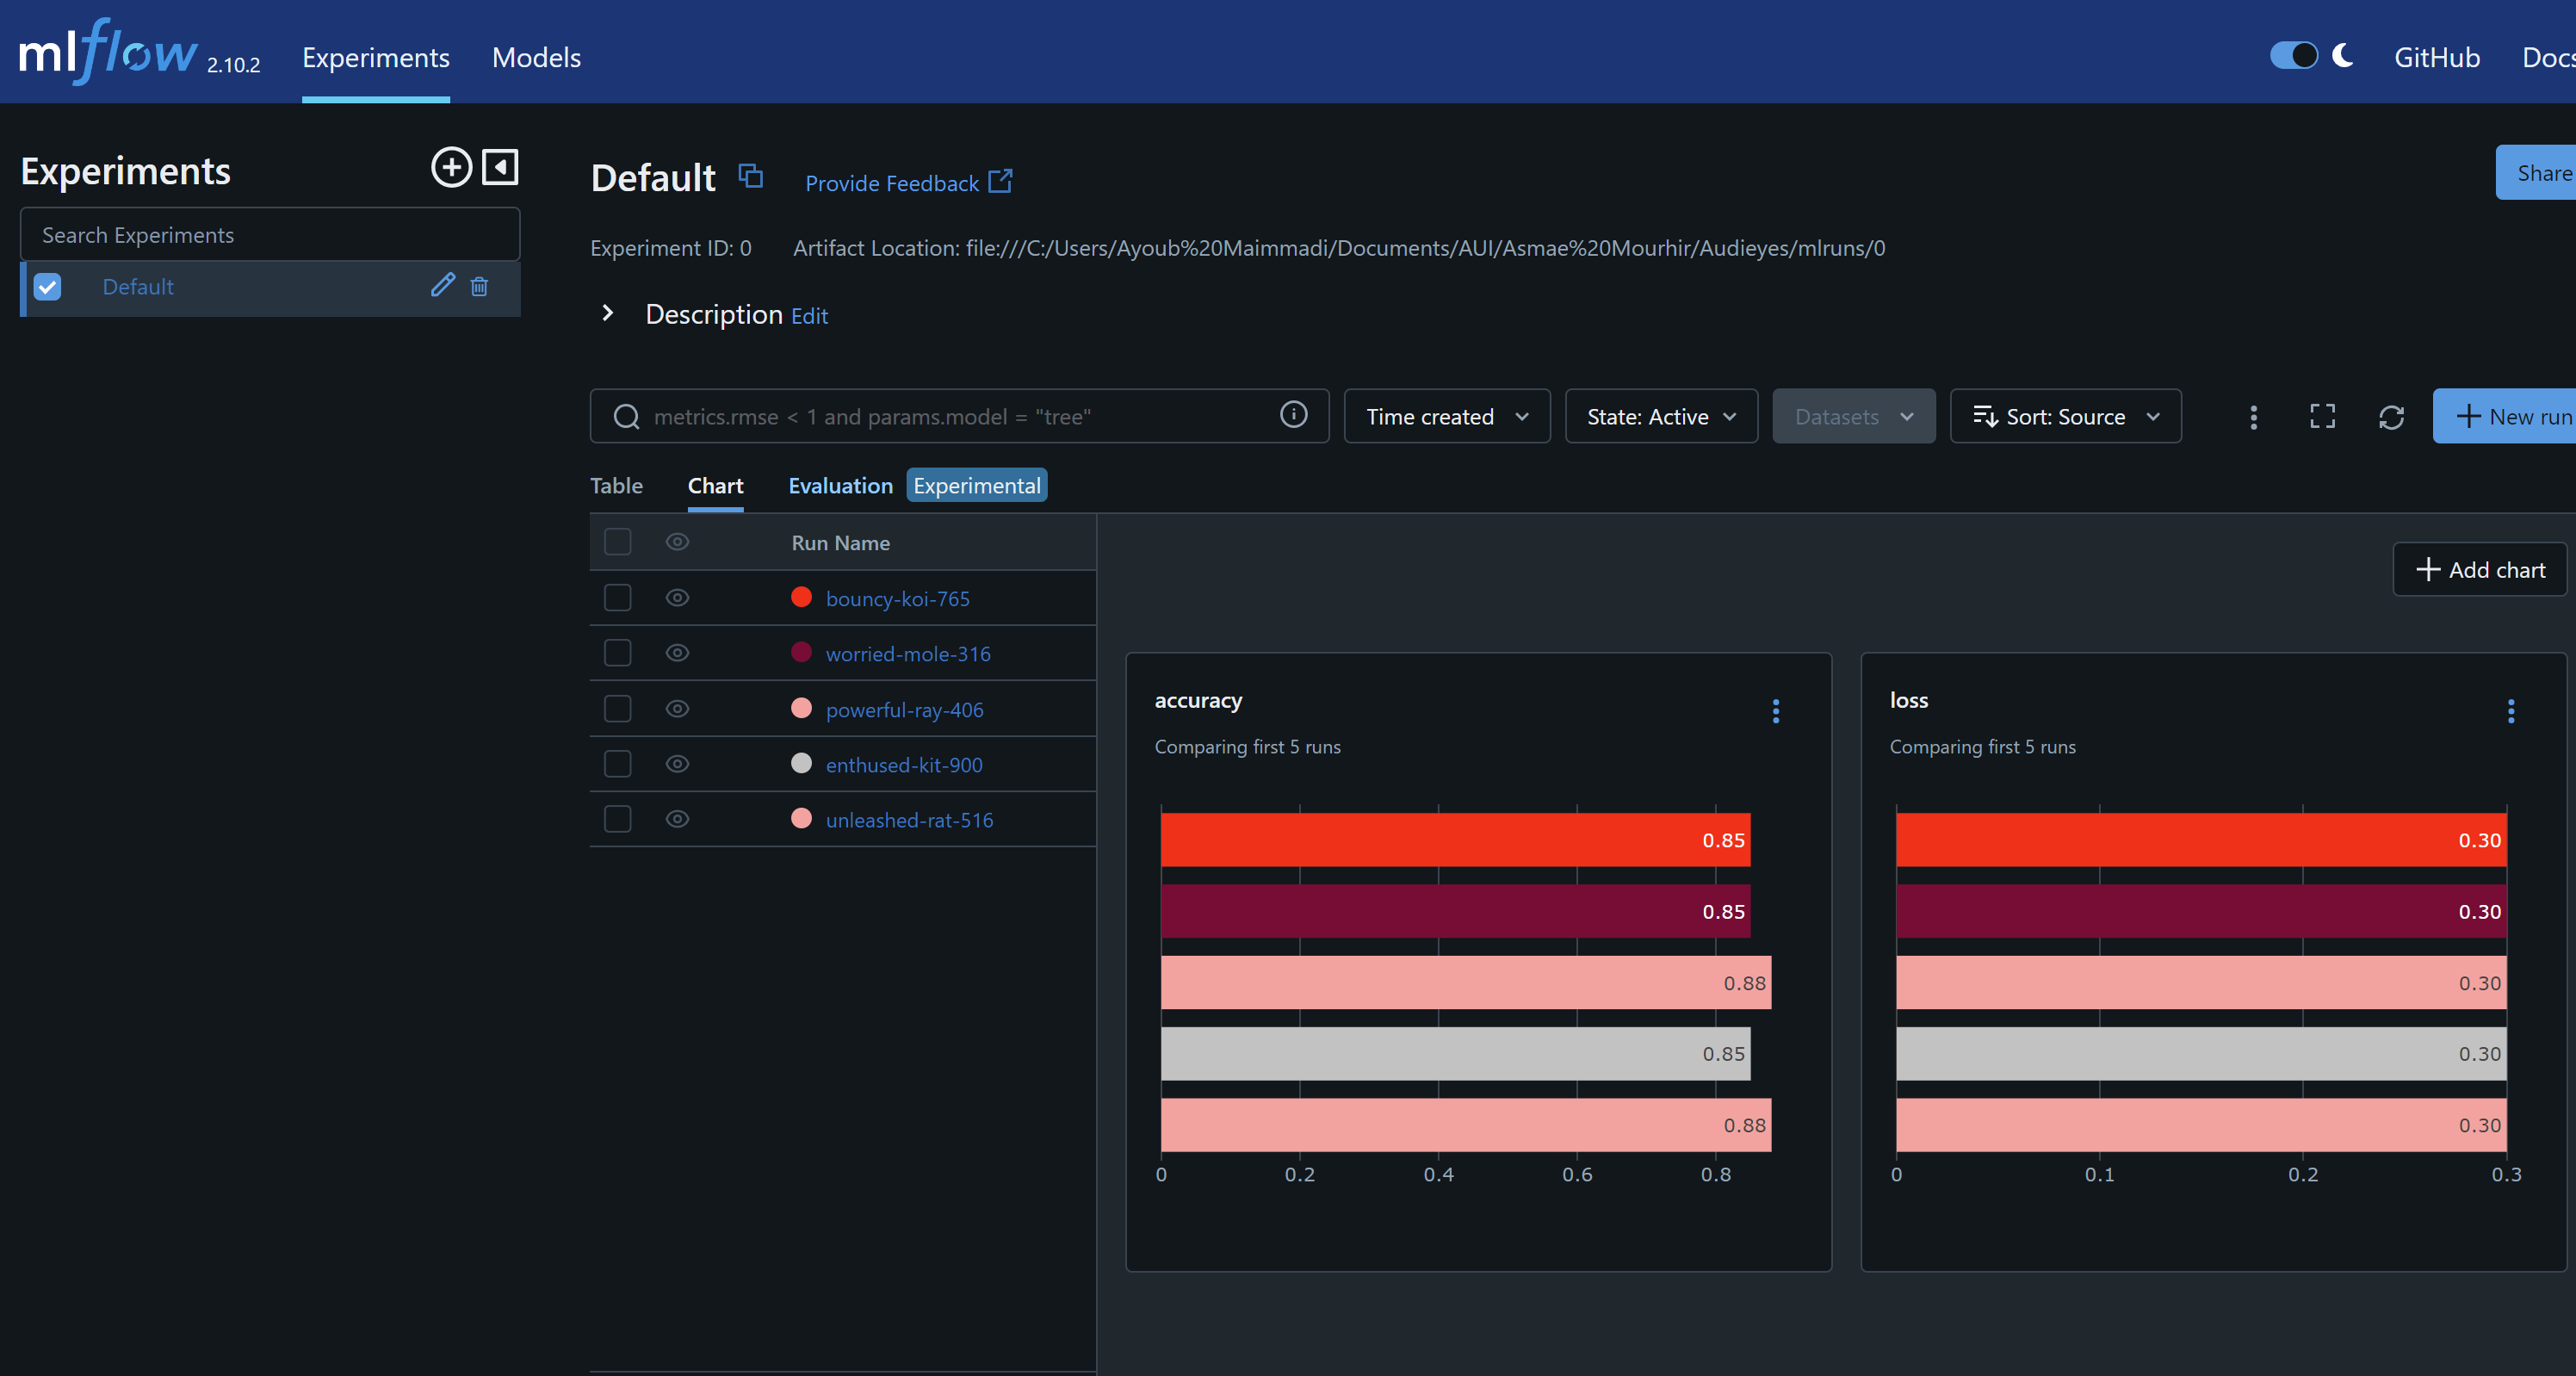 mlflow 2.10.2 Experiments Models GitHub Docs
Experiments
Search Experiments
Default
Default Provide Feedback Share
Experiment ID: 0 Artifact Location: file:///C:/Users/Ayoub%20Maimmadi/Documents/AUI/Asmae%20Mourhir/Audieyes/mlruns/0
Description Edit
metrics.rmse < 1 and params.model = "tree" Time created State: Active Datasets Sort: Source New run
Table Chart Evaluation Experimental
Run Name
Add chart
bouncy-koi-765
worried-mole-316
powerful-ray-406
enthused-kit-900
unleashed-rat-516
accuracy
Comparing first 5 runs
0.85
0.85
0.88
0.85
0.88
0 0.2 0.4 0.6 0.8
loss
Comparing first 5 runs
0.30
0.30
0.30
0.30
0.30
0 0.1 0.2 0.3